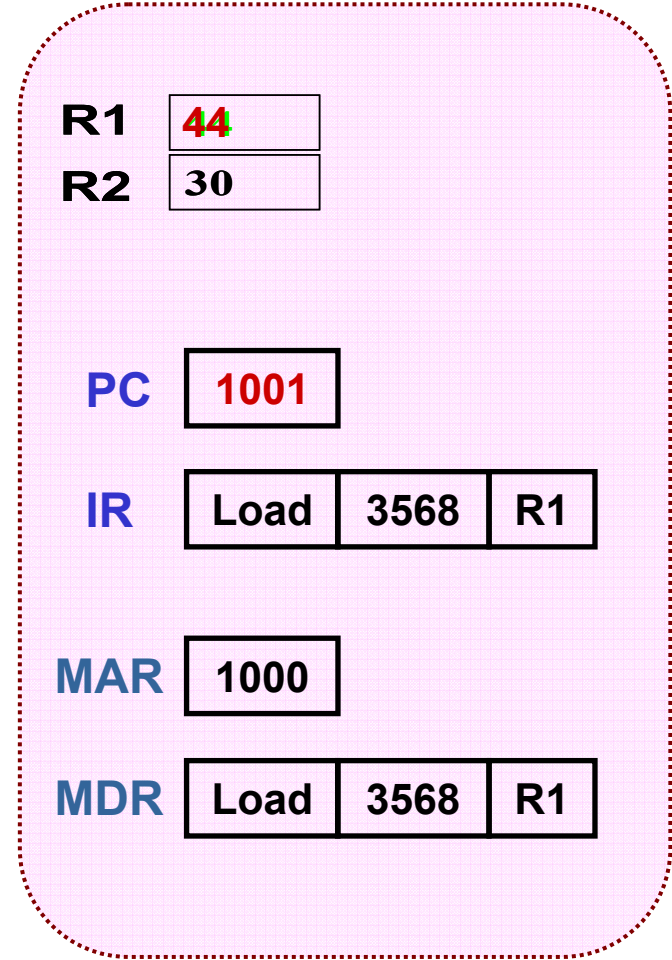 R1 44
R2 30
PC 1001
IR Load 3568 R1
MAR 1000
MDR Load 3568 R1